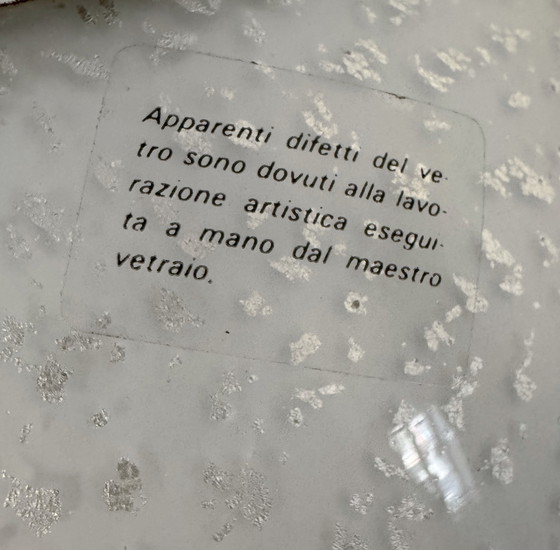 Apparenti difetti del ve-
tro sono dovuti alla lavo-
razione artistica esegui-
ta a mano dal maestro
vetraio.